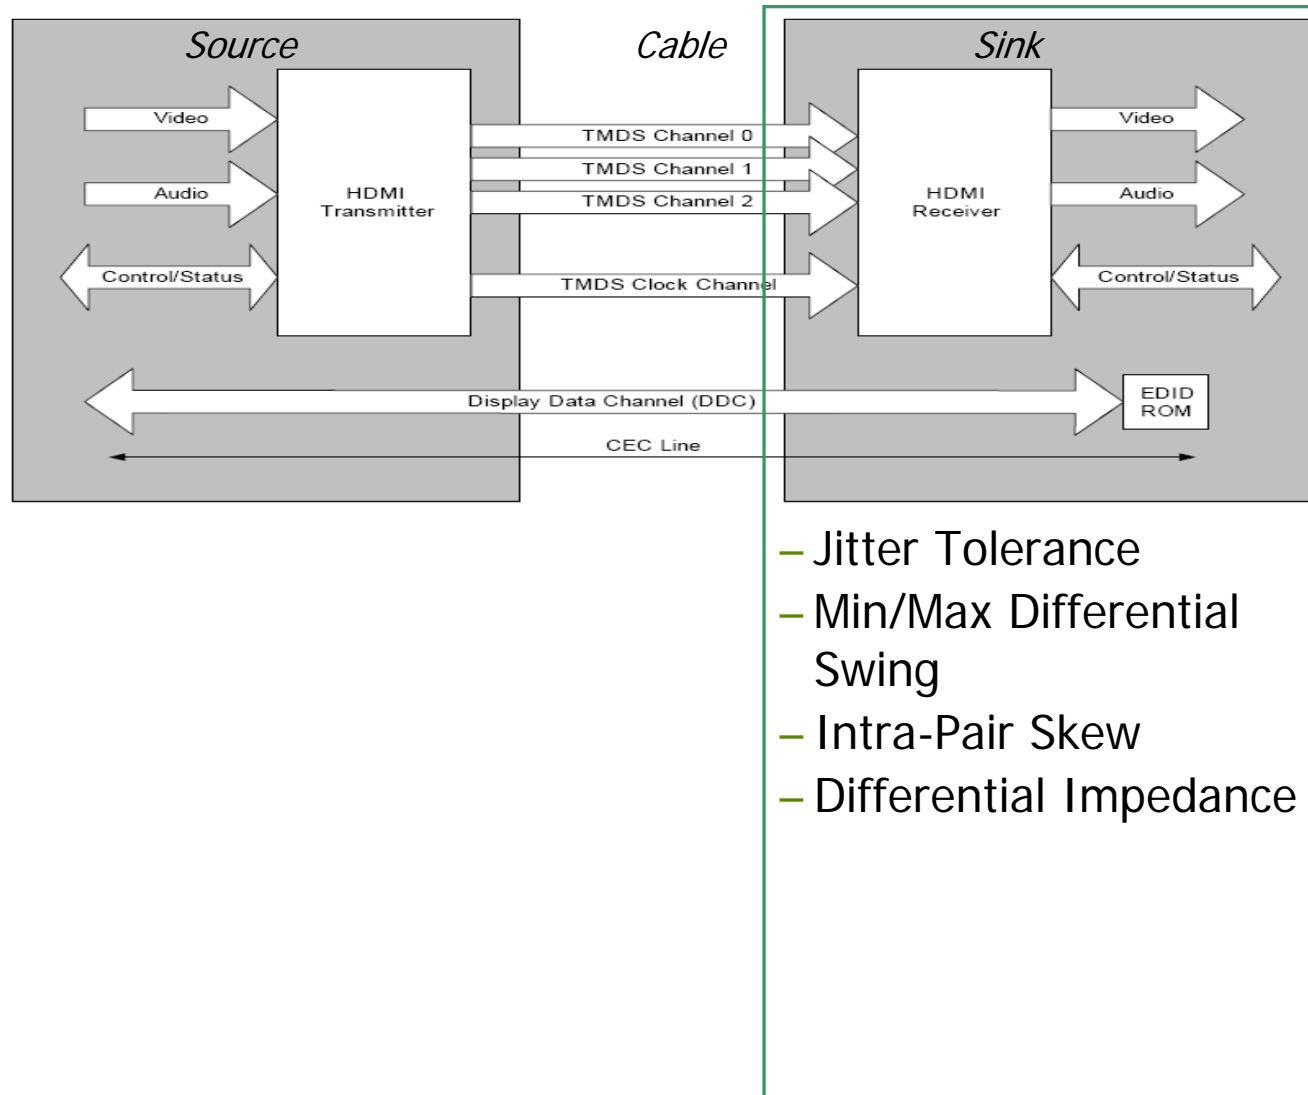 Source
Cable
Sink
Video
Audio
Control/Status
HDMI
Transmitter
TMDS Channel 0
TMDS Channel 1
TMDS Channel 2
TMDS Clock Channel
HDMI
Receiver
Video
Audio
Control/Status
Display Data Channel (DDC)
EDID
ROM
CEC Line
– Jitter Tolerance
– Min/Max Differential
Swing
– Intra-Pair Skew
– Differential Impedance